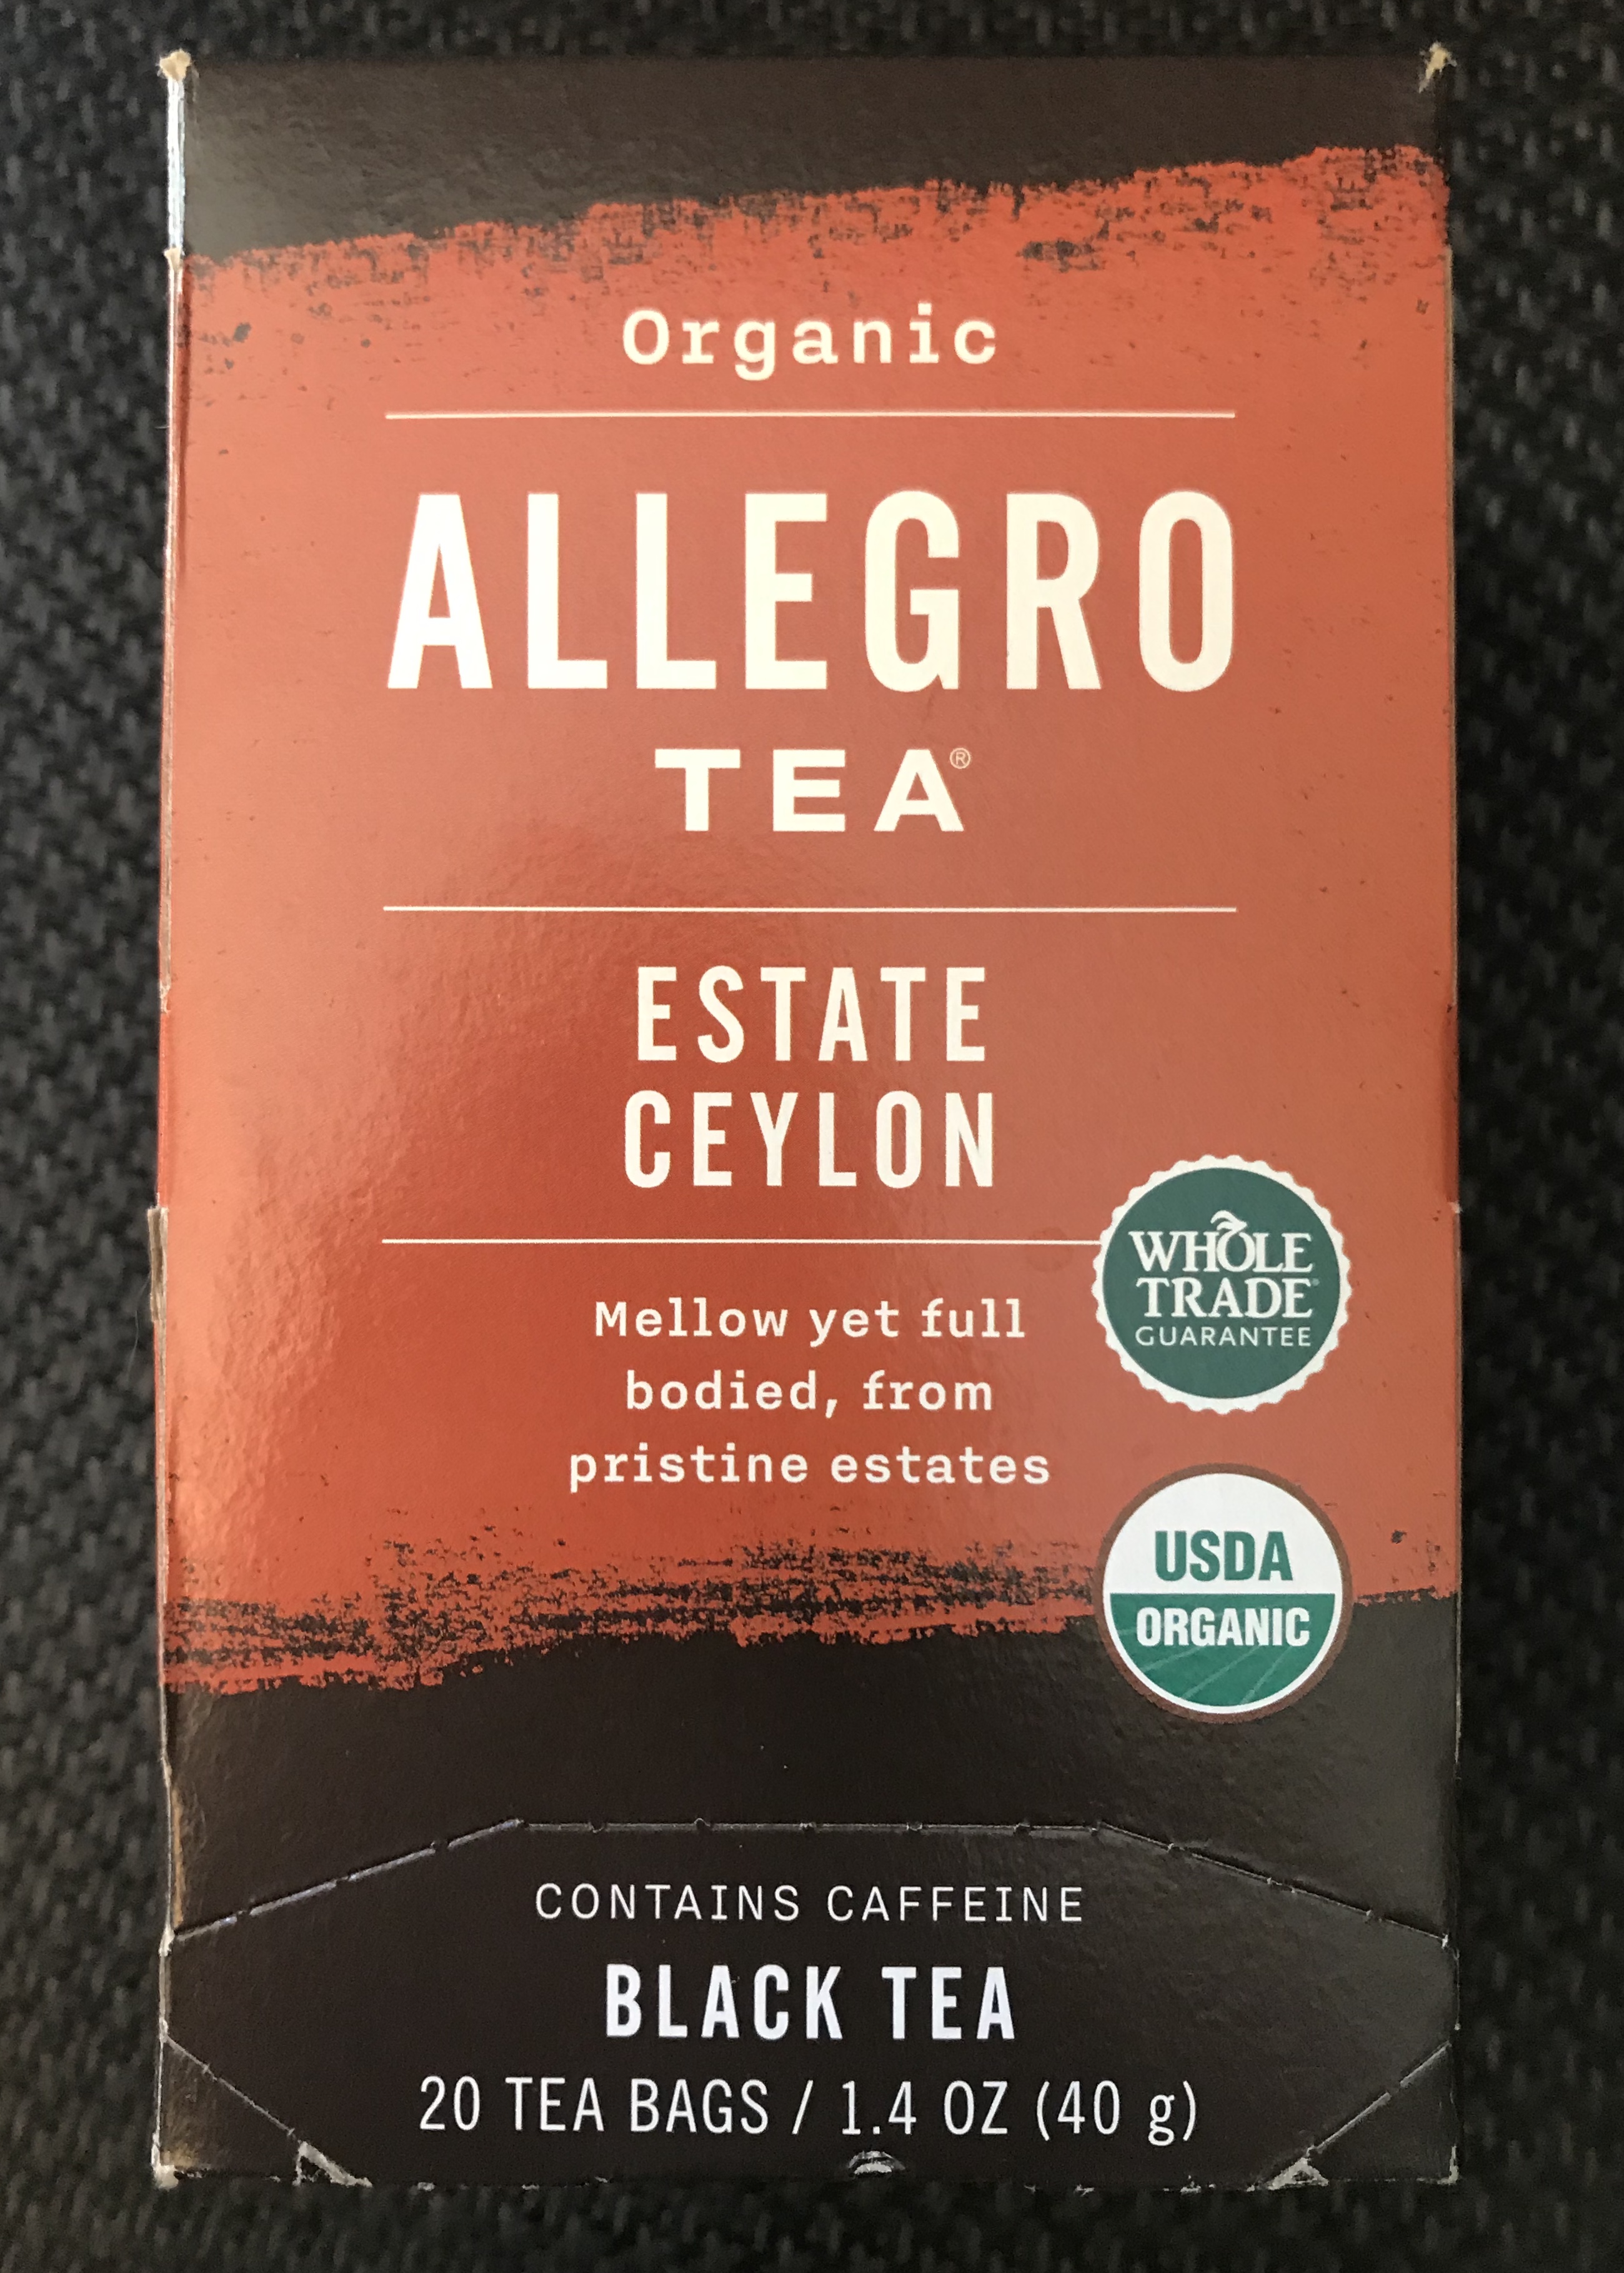 Organic
ALLEGRO
TEA®
ESTATE
CEYLON
Mellow yet full
bodied, from
pristine estates
WHOLE
TRADE
GUARANTEE
USDA
ORGANIC
CONTAINS CAFFEINE
BLACK TEA
20 TEA BAGS / 1.4 OZ (40 g)